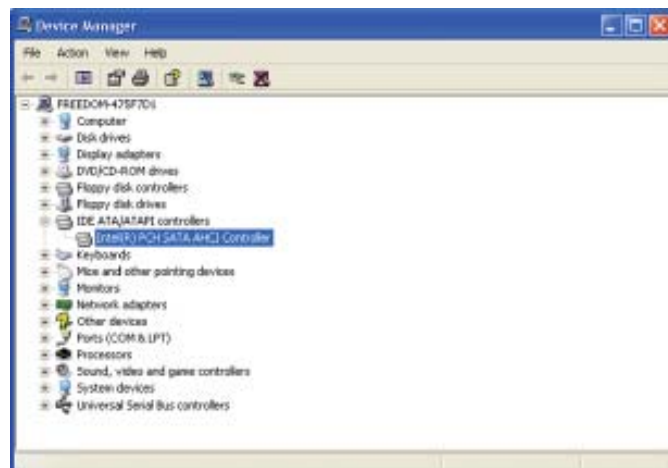 Device Manager
File Action View Help
FREEDOM-475F7D1
Computer
Disk drives
Display adapters
DVD/CD-ROM drives
Floppy disk controllers
Floppy disk drives
IDE ATA/ATAPI controllers
Intel(R) PCH SATA AHCI Controller
Keyboards
Mice and other pointing devices
Monitors
Network adapters
Other devices
Ports (COM & LPT)
Processors
Sound, video and game controllers
System devices
Universal Serial Bus controllers